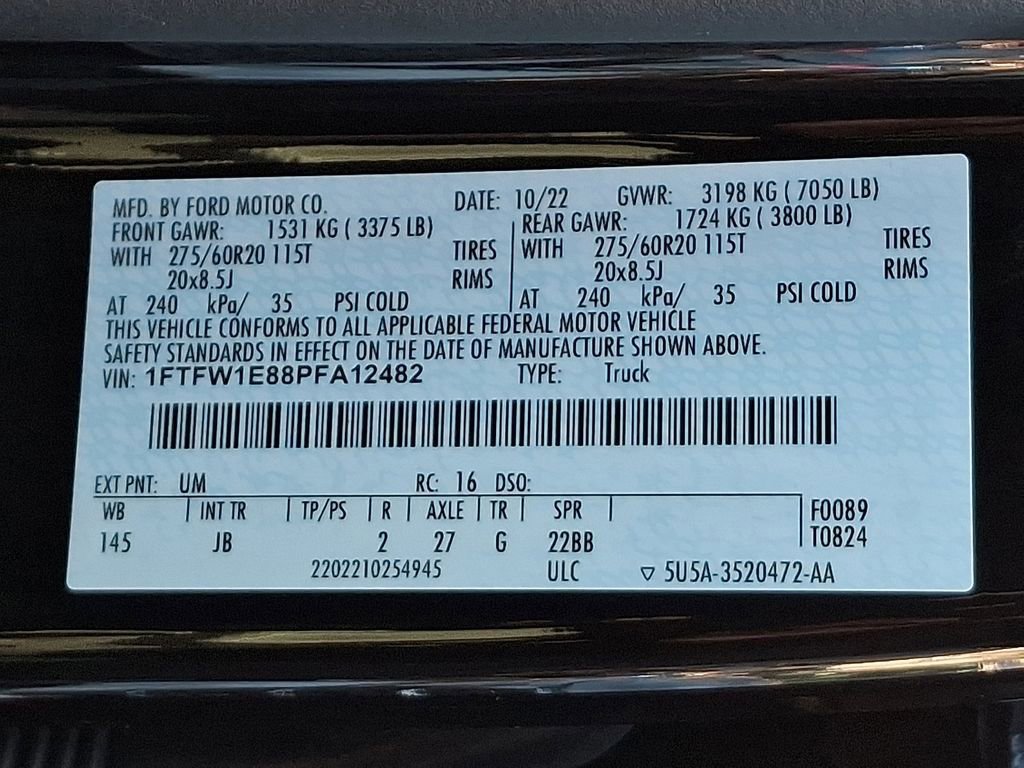 MFD. BY FORD MOTOR CO. DATE: 10/22 GVWR: 3198 KG ( 7050 LB)
FRONT GAWR: 1531 KG ( 3375 LB) REAR GAWR: 1724 KG ( 3800 LB)
WITH 275/60R20 115T TIRES WITH 275/60R20 115T TIRES
20x8.5J RIMS 20x8.5J RIMS
AT 240 kPa/ 35 PSI COLD AT 240 kPa/ 35 PSI COLD
THIS VEHICLE CONFORMS TO ALL APPLICABLE FEDERAL MOTOR VEHICLE
SAFETY STANDARDS IN EFFECT ON THE DATE OF MANUFACTURE SHOWN ABOVE.
VIN: 1FTFW1E88PFA12482 TYPE: Truck
EXT PNT: UM RC: 16 DSO:
WB INT TR TP/PS R AXLE TR SPR F0089
145 JB 2 27 G 22BB T0824
2202210254945 ULC ▽ 5U5A-3520472-AA